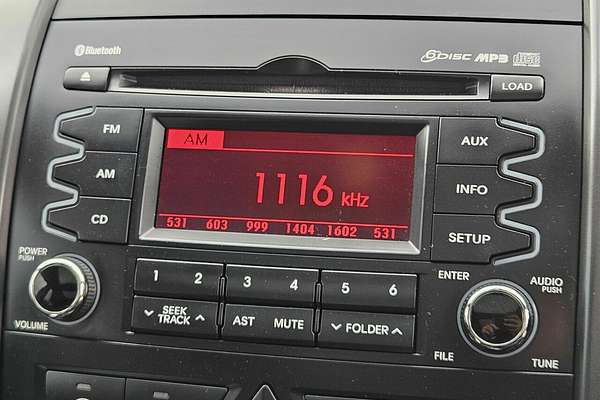 Bluetooth
6 DISC MP3 disc
LOAD
FM
AM
CD
AM
1116 kHz
531 603 999 1404 1602 531
AUX
INFO
SETUP
POWER
PUSH
VOLUME
1 2 3 4 5 6
SEEK
TRACK
AST MUTE
FOLDER
ENTER
AUDIO
PUSH
FILE
TUNE